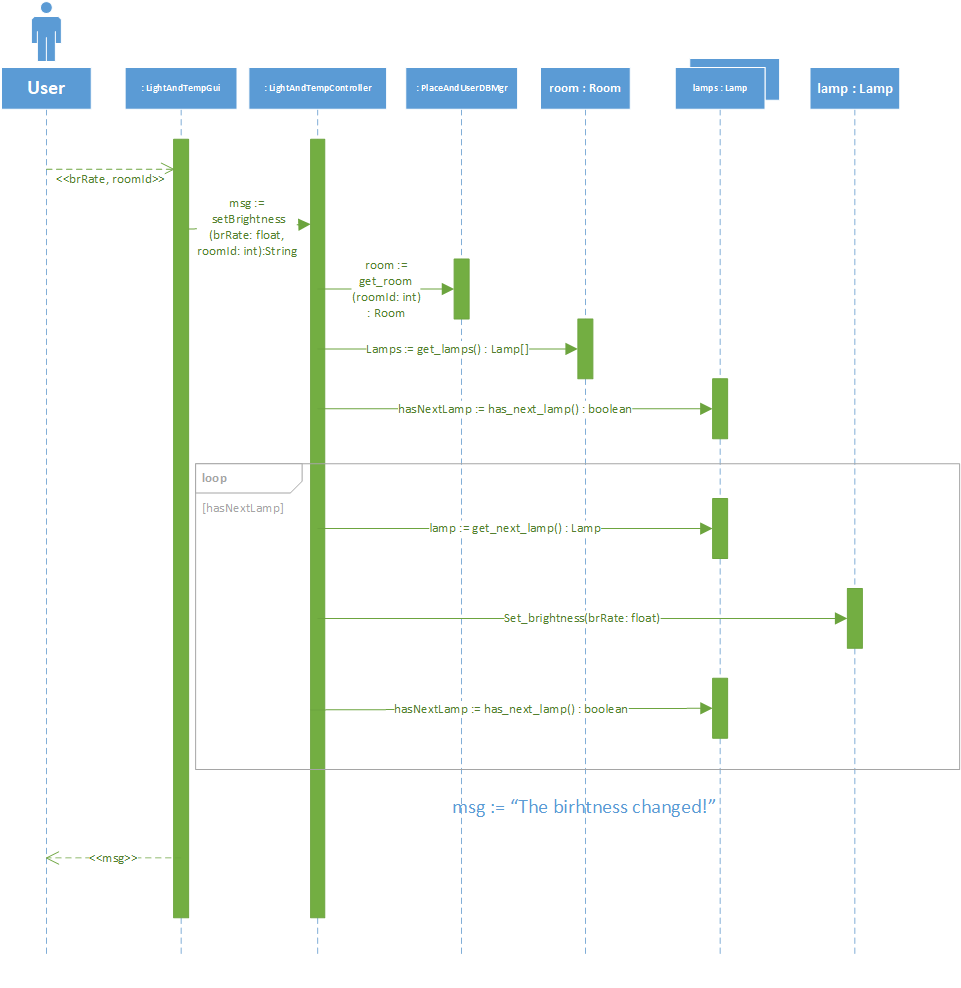 User
: LightAndTempGui
: LightAndTempController
: PlaceAndUserDBMgr
room : Room
lamps : Lamp
lamp : Lamp
<<brRate, roomId>>
msg :=
setBrightness
(brRate: float,
roomId: int):String
room :=
get_room
(roomId: int)
: Room
Lamps := get_lamps() : Lamp[]
hasNextLamp := has_next_lamp() : boolean
loop
[hasNextLamp]
lamp := get_next_lamp() : Lamp
Set_brightness(brRate: float)
hasNextLamp := has_next_lamp() : boolean
msg := “The birhtness changed!”
<<msg>>